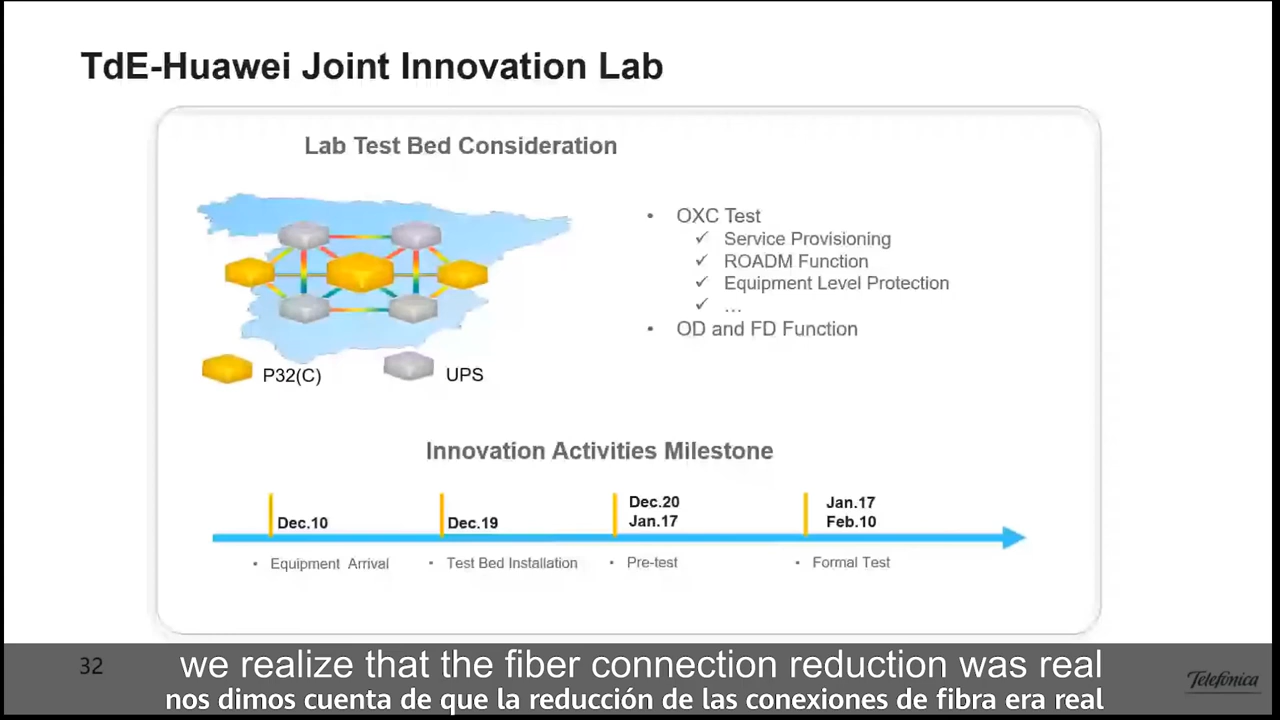 TdE-Huawei Joint Innovation Lab
Lab Test Bed Consideration
• OXC Test
✓ Service Provisioning
✓ ROADM Function
✓ Equipment Level Protection
✓ ...
• OD and FD Function
P32(C)
UPS
Innovation Activities Milestone
Dec.10
Dec.19
Dec.20
Jan.17
Jan.17
Feb.10
• Equipment Arrival
• Test Bed Installation
• Pre-test
• Formal Test
32
we realize that the fiber connection reduction was real
nos dimos cuenta de que la reducción de las conexiones de fibra era real
Telefónica